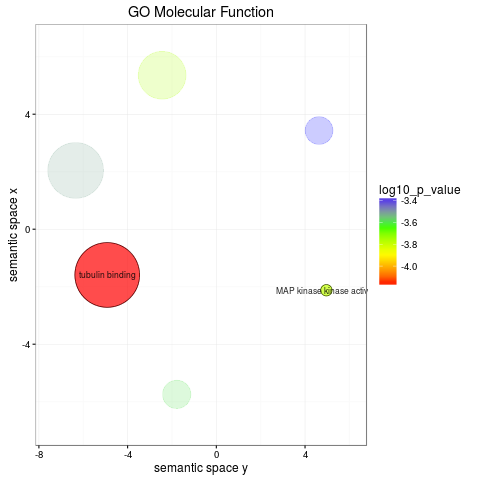 GO Molecular Function
semantic space x
4
0
-4
-8
-4
0
4
semantic space y
tubulin binding
MAP kinase kinase activ
log10_p_value
-3.4
-3.6
-3.8
-4.0